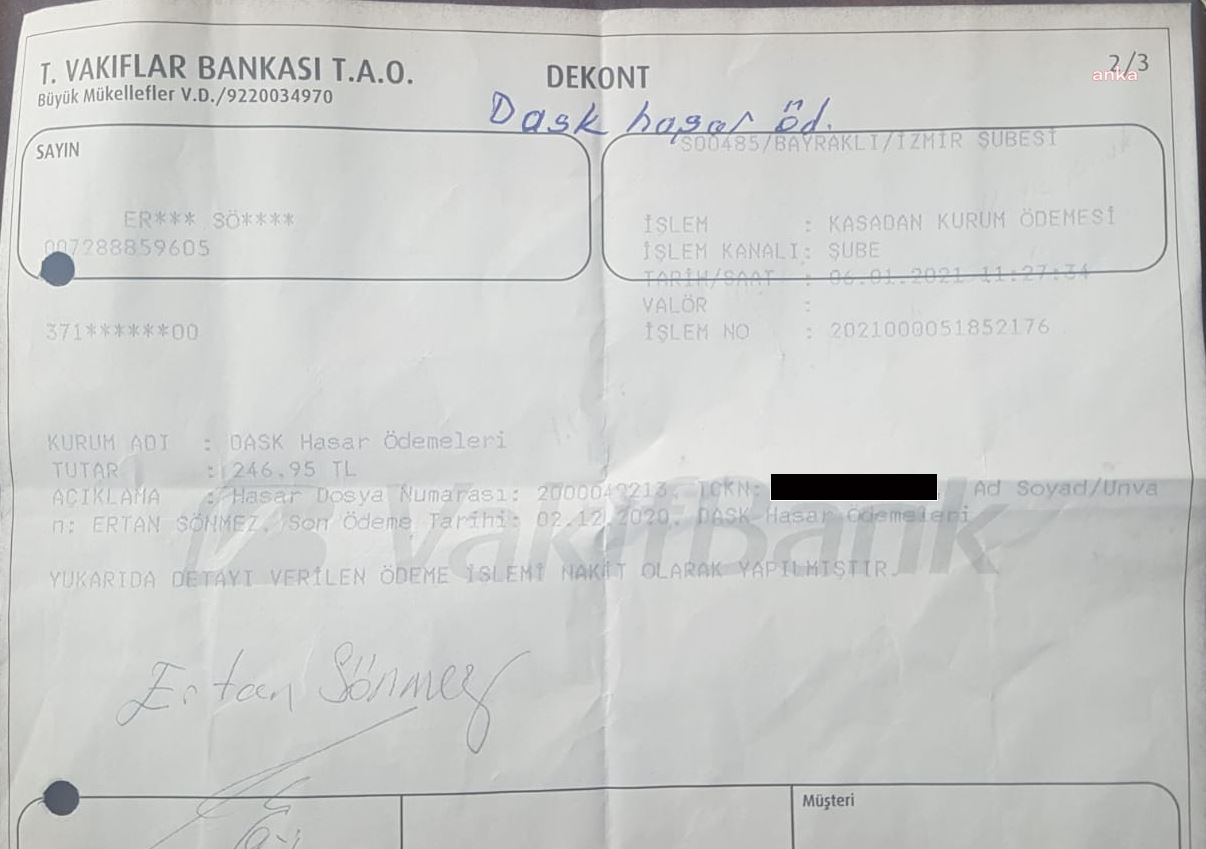 T. VAKIFLAR BANKASI T.A.O.
Büyük Mükellefler V.D./9220034970
DEKONT
2/3
anka
Dask hasar öd.
SAYIN
S00485/BAYRAKLI/İZMİR ŞUBESİ
ER*** SÖ****
007288859605
İŞLEM : KASADAN KURUM ÖDEMESİ
İŞLEM KANALI: ŞUBE
TARİH/SAAT : 06.01.2021 11:27:34
VALÖR :
İŞLEM NO : 2021000051852176
371******00
KURUM ADI : DASK Hasar Ödemeleri
TUTAR : 246,95 TL
AÇIKLAMA : Hasar Dosya Numarası: 2000049213, TCKN: Ad Soyad/Unva
n: ERTAN SÖNMEZ, Son Ödeme Tarihi: 02.12.2020, DASK Hasar Ödemeleri
VakıfBank
YUKARIDA DETAYI VERİLEN ÖDEME İŞLEMİ NAKİT OLARAK YAPILMIŞTIR.
Ertan Sönmez
Müşteri